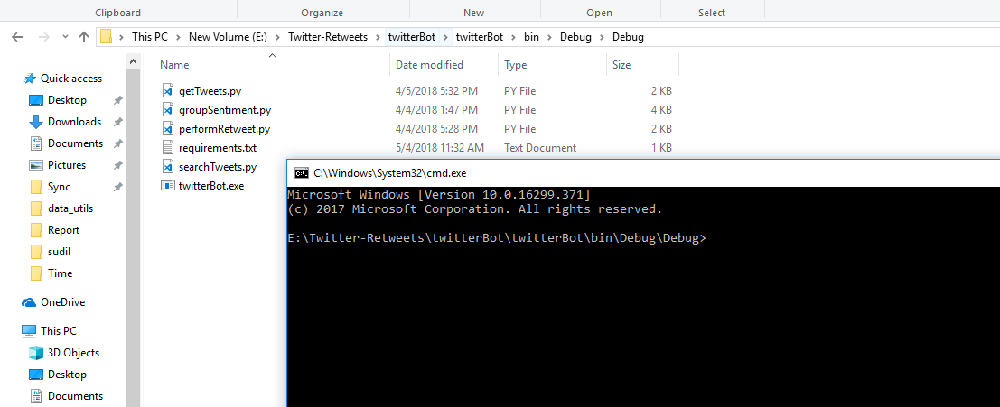 Clipboard Organize New Open Select
This PC New Volume (E:) Twitter-Retweets twitterBot twitterBot bin Debug Debug
Name Date modified Type Size
Quick access
Desktop
Downloads
Documents
Pictures
Sync
data_utils
Report
sudil
Time
OneDrive
This PC
3D Objects
Desktop
Documents
getTweets.py 4/5/2018 5:32 PM PY File 2 KB
groupSentiment.py 4/4/2018 1:47 PM PY File 4 KB
performRetweet.py 4/4/2018 5:28 PM PY File 2 KB
requirements.txt 5/4/2018 11:32 AM Text Document 1 KB
searchTweets.py
twitterBot.exe
C:\Windows\System32\cmd.exe
Microsoft Windows [Version 10.0.16299.371]
(c) 2017 Microsoft Corporation. All rights reserved.
E:\Twitter-Retweets\twitterBot\twitterBot\bin\Debug\Debug>